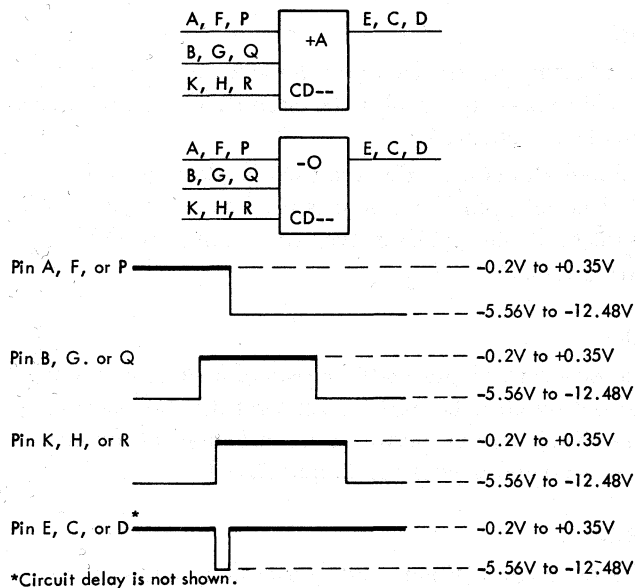 A, F, P E, C, D
+A
B, G, Q
K, H, R
CD--
A, F, P E, C, D
-O
B, G, Q
K, H, R
CD--
Pin A, F, or P -0.2V to +0.35V
-5.56V to -12.48V
Pin B, G. or Q -0.2V to +0.35V
-5.56V to -12.48V
Pin K, H, or R -0.2V to +0.35V
-5.56V to -12.48V
Pin E, C, or D* -0.2V to +0.35V
-5.56V to -12.48V
*Circuit delay is not shown.